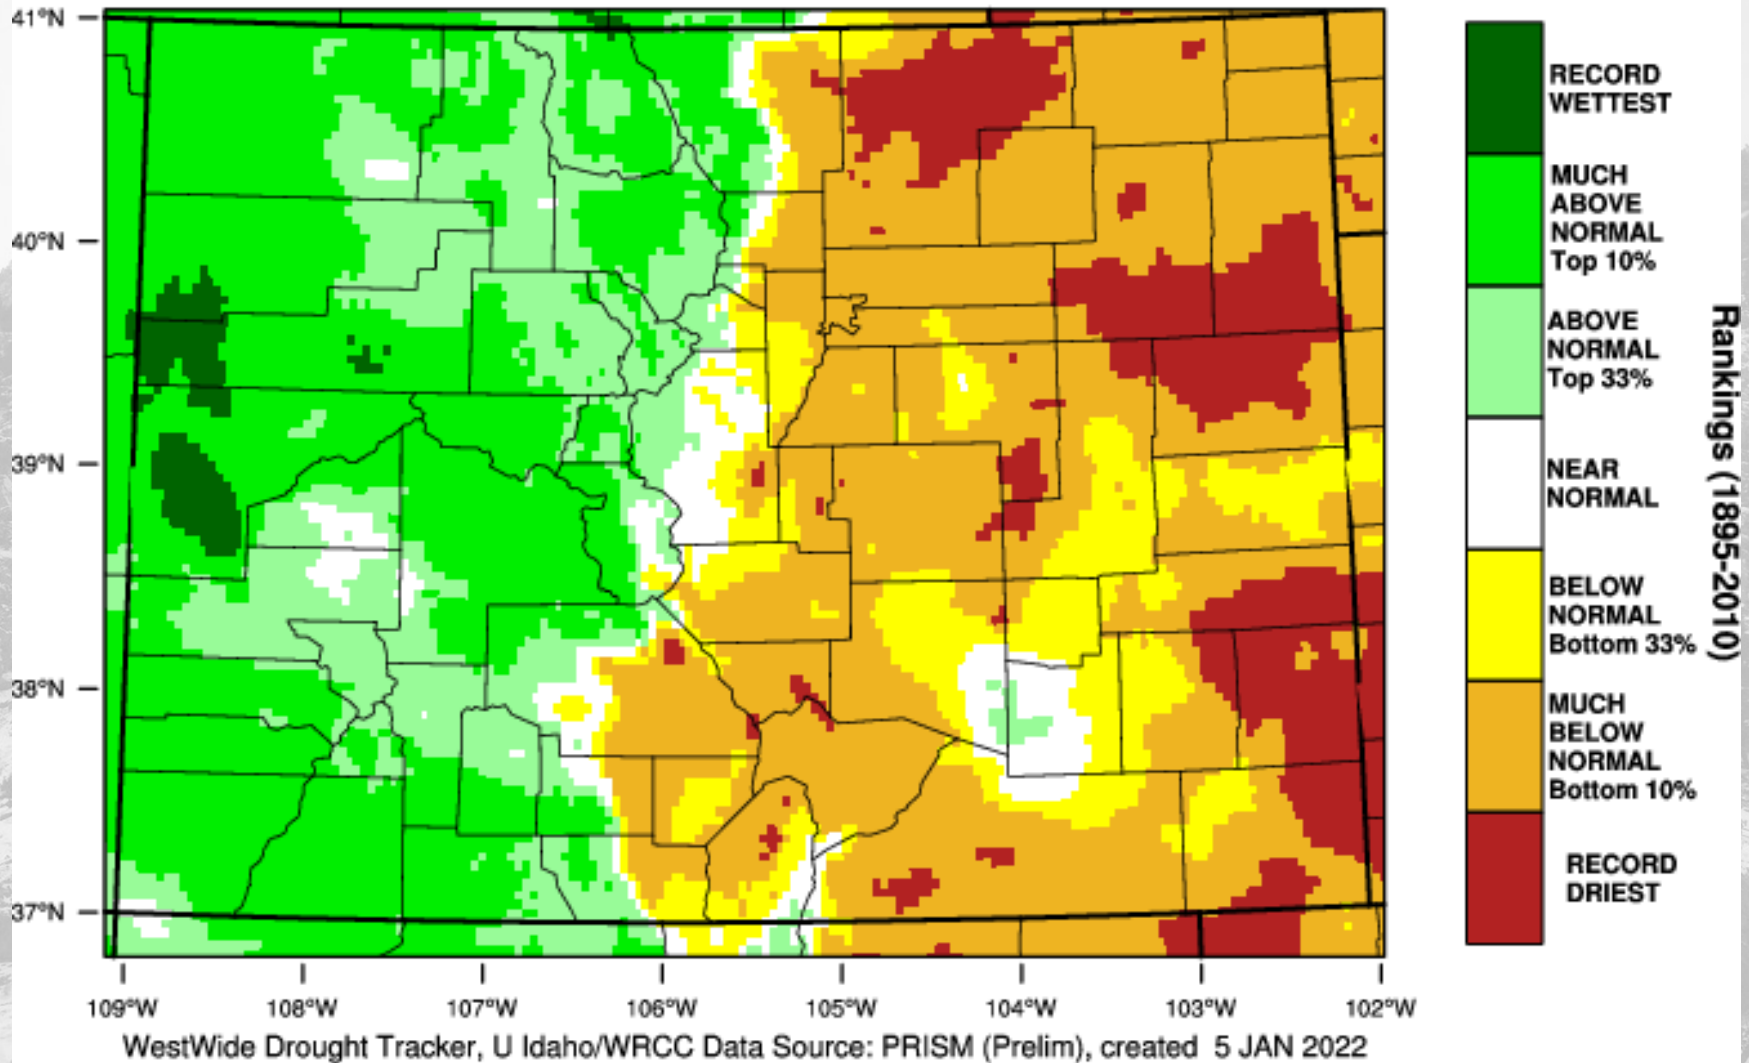 41°N
40°N
39°N
38°N
37°N
109°W 108°W 107°W 106°W 105°W 104°W 103°W 102°W
WestWide Drought Tracker, U Idaho/WRCC Data Source: PRISM (Prelim), created 5 JAN 2022
RECORD
WETTEST
MUCH
ABOVE
NORMAL
Top 10%
ABOVE
NORMAL
Top 33%
NEAR
NORMAL
BELOW
NORMAL
Bottom 33%
MUCH
BELOW
NORMAL
Bottom 10%
RECORD
DRIEST
Rankings (1895-2010)